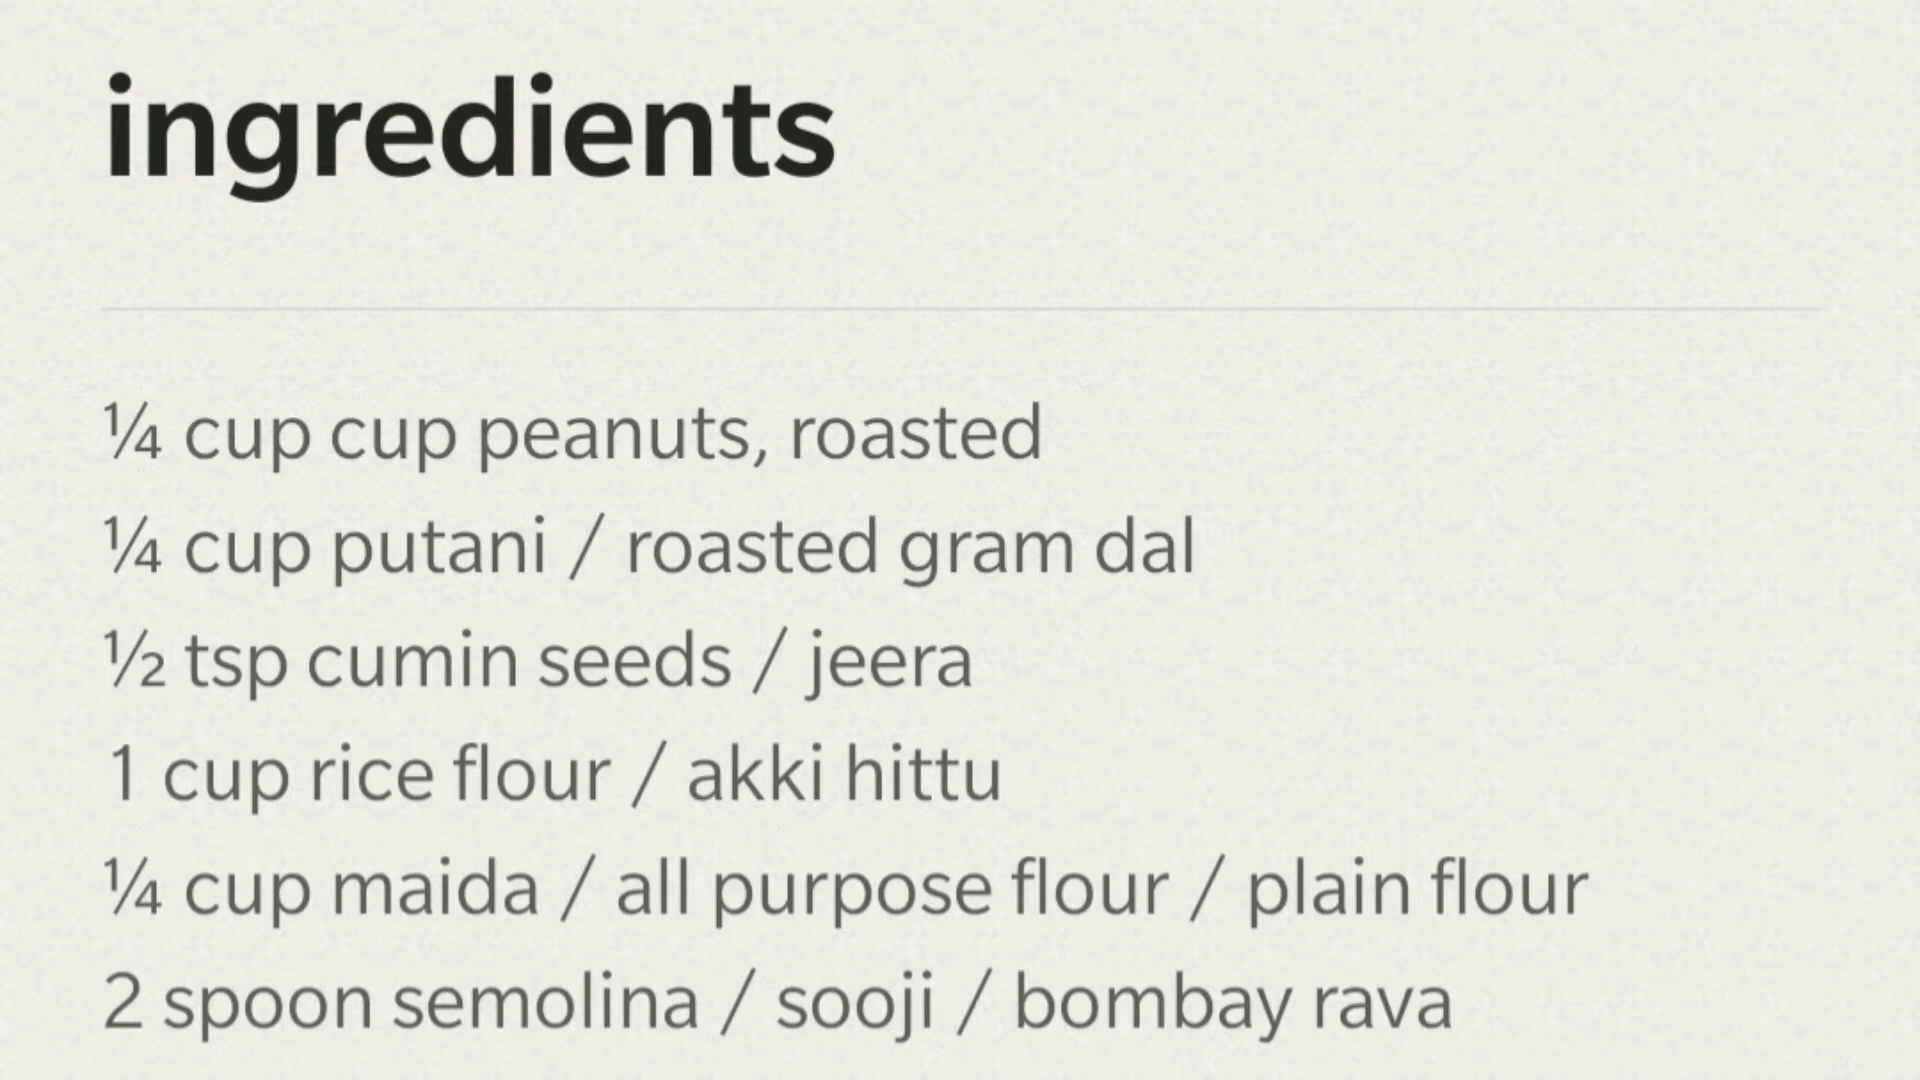 ingredients
¼ cup cup peanuts, roasted
¼ cup putani / roasted gram dal
½ tsp cumin seeds / jeera
1 cup rice flour / akki hittu
¼ cup maida / all purpose flour / plain flour
2 spoon semolina / sooji / bombay rava